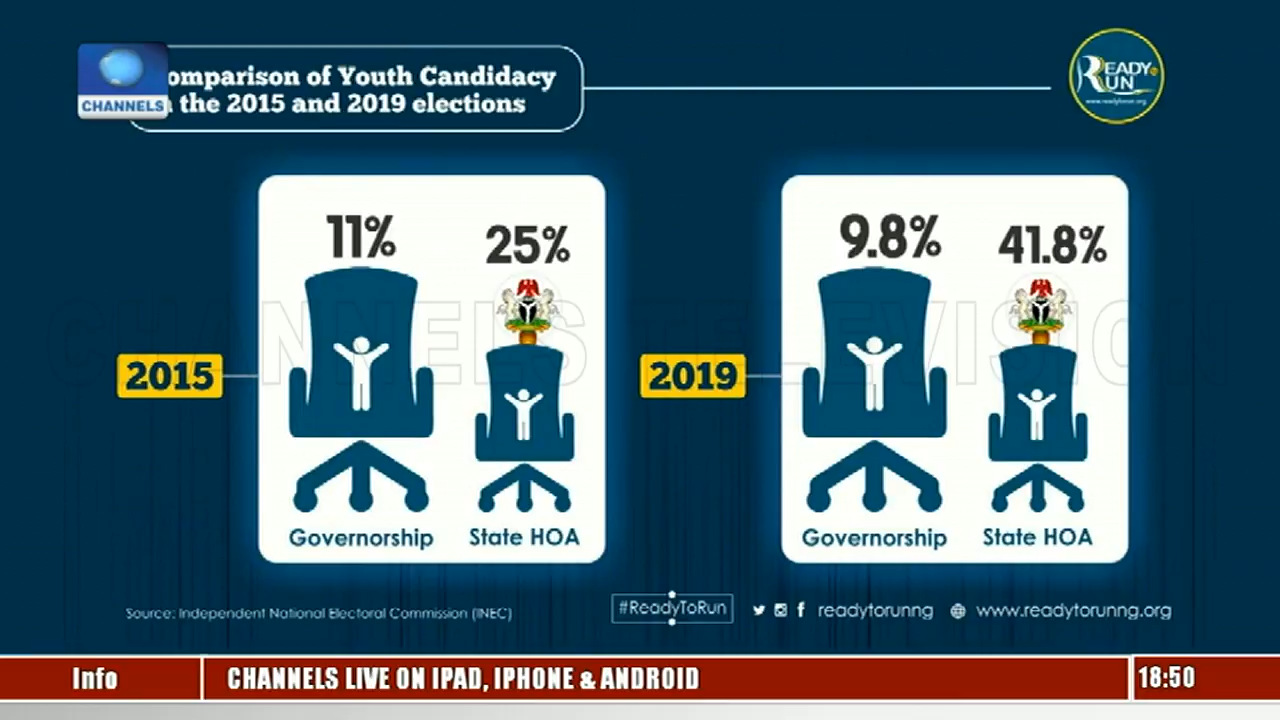 omparison of Youth Candidacy
the 2015 and 2019 elections
CHANNELS
READY
RUN
CHANNELS TELEVISION
2015
11%
25%
Governorship
State HOA
2019
9.8%
41.8%
Governorship
State HOA
Source: Independent National Electoral Commission (INEC)
#ReadyToRun
readytorunng
www.readytorunng.org
Info
CHANNELS LIVE ON IPAD, IPHONE & ANDROID
18:50